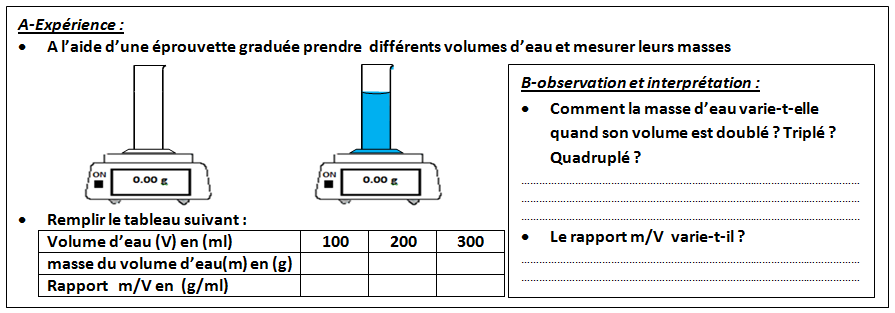 A-Expérience :
• A l’aide d’une éprouvette graduée prendre différents volumes d’eau et mesurer leurs masses
ON
0.00 g
ON
0.00 g
• Remplir le tableau suivant :
Volume d’eau (V) en (ml) 100 200 300
masse du volume d’eau(m) en (g)
Rapport m/V en (g/ml)
B-observation et interprétation :
• Comment la masse d’eau varie-t-elle
quand son volume est doublé ? Triplé ?
Quadruplé ?
• Le rapport m/V varie-t-il ?